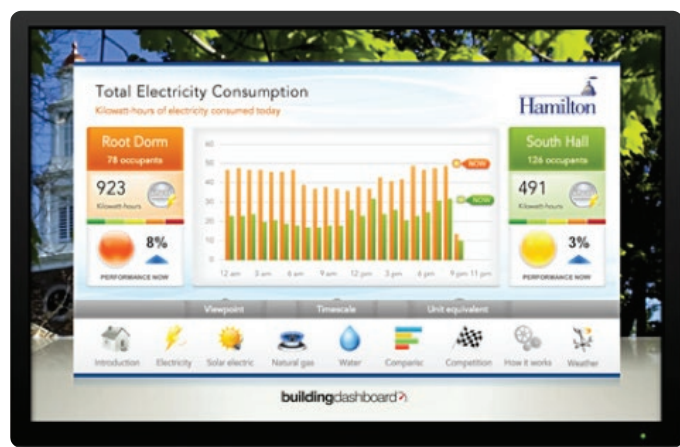 Total Electricity Consumption
Kilowatt-hours of electricity consumed today
Hamilton
Root Dorm
78 occupants
923
Kilowatt-hours
8%
PERFORMANCE NOW
60
50
40
30
20
10
0
12 am 3 am 6 am 9 am 12 pm 3 pm 6 pm 9 pm 11 pm
NOW
NOW
South Hall
126 occupants
491
Kilowatt-hours
3%
PERFORMANCE NOW
Viewpoint Timescale Unit equivalent
Introduction Electricity Solar electric Natural gas Water Comparisc Competition How it works Weather
buildingdashboard